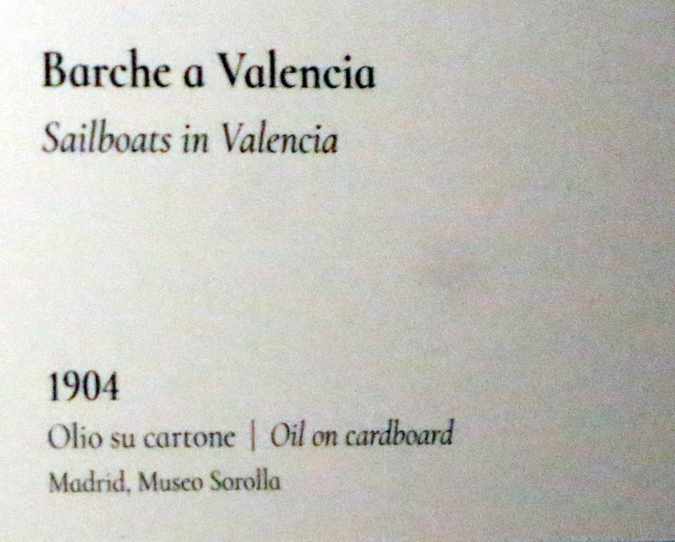 Barche a Valencia
Sailboats in Valencia
1904
Olio su cartone | Oil on cardboard
Madrid, Museo Sorolla